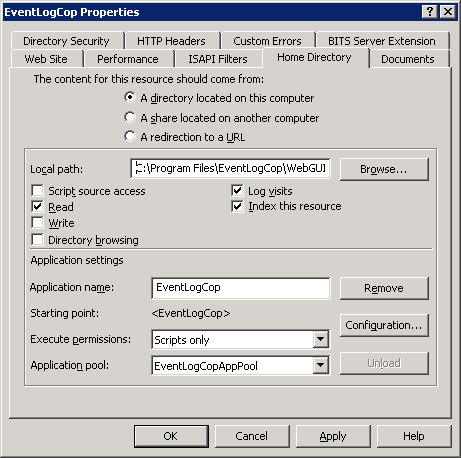 EventLogCop Properties
Directory Security HTTP Headers Custom Errors BITS Server Extension
Web Site Performance ISAPI Filters Home Directory Documents
The content for this resource should come from:
A directory located on this computer
A share located on another computer
A redirection to a URL
Local path: C:\Program Files\EventLogCop\WebGUI Browse...
Script source access Log visits
Read Index this resource
Write
Directory browsing
Application settings
Application name: EventLogCop Remove
Starting point: <EventLogCop>
Configuration...
Execute permissions: Scripts only
Application pool: EventLogCopAppPool Unload
OK Cancel Apply Help